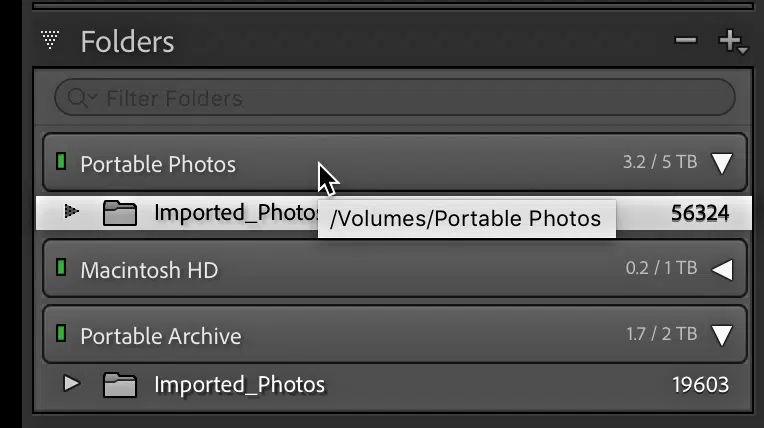 Folders
Filter Folders
Portable Photos 3.2 / 5 TB
Imported_Photos 56324
/Volumes/Portable Photos
Macintosh HD 0.2 / 1 TB
Portable Archive 1.7 / 2 TB
Imported_Photos 19603